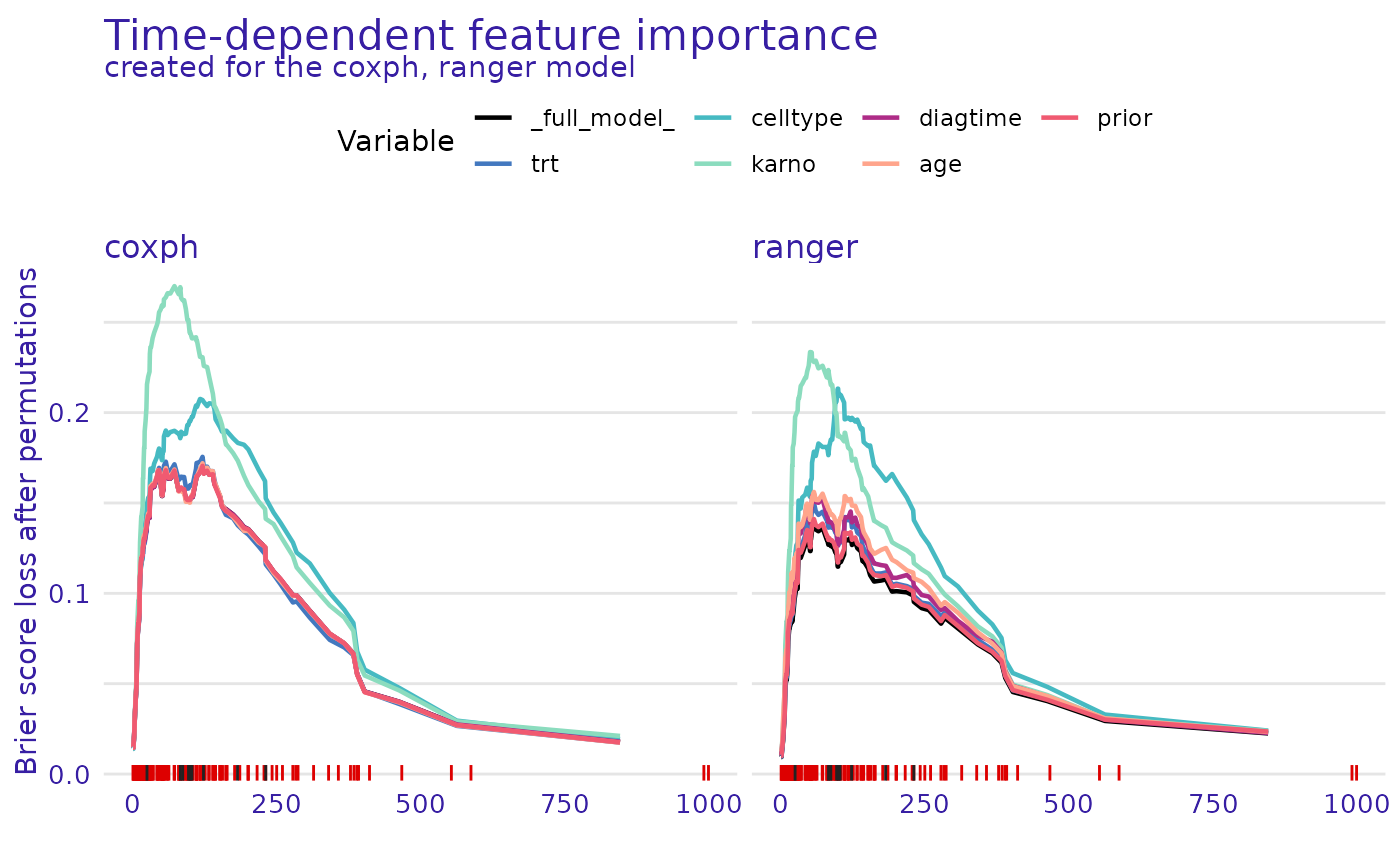 Time-dependent feature importance
created for the coxph, ranger model
Variable
_full_model_ celltype diagtime prior
trt karno age
coxph ranger
Brier score loss after permutations
0.2
0.1
0.0
0 250 500 750 1000 0 250 500 750 1000